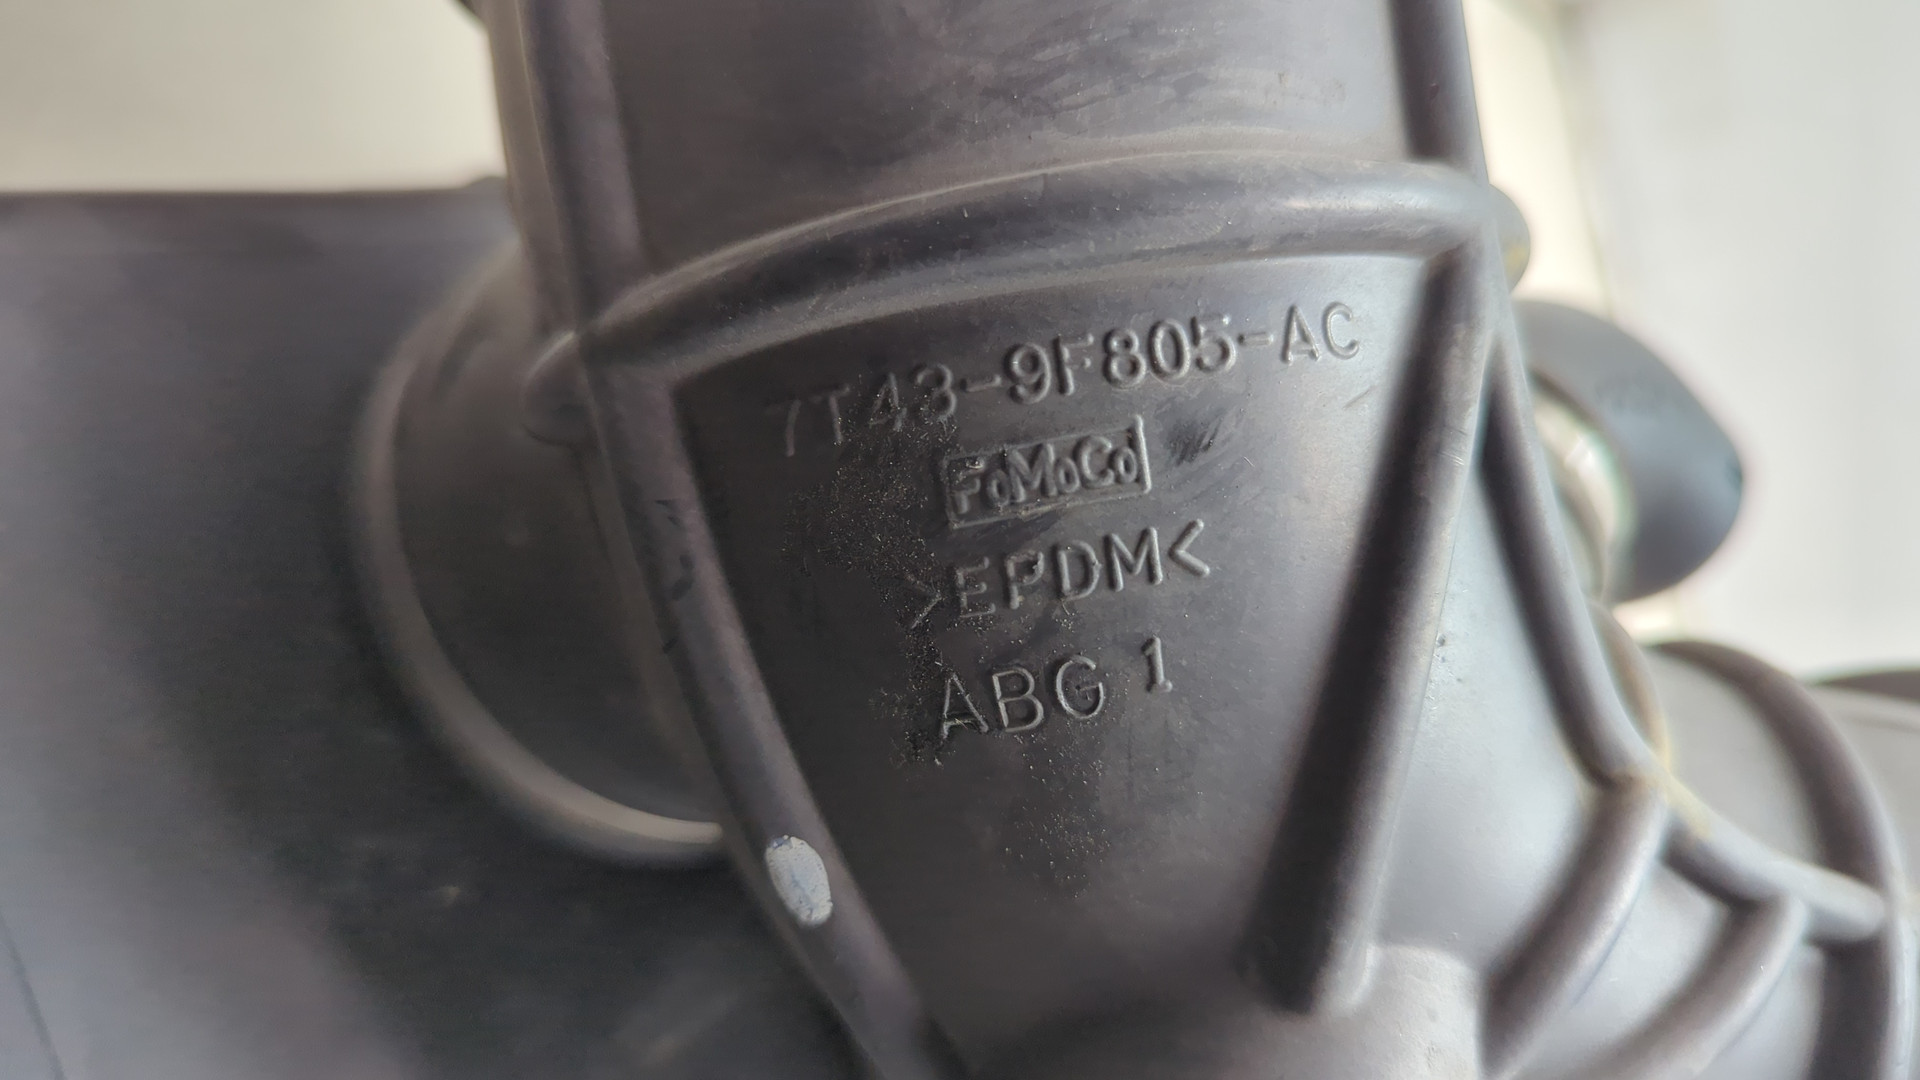 7T43-9F805-AC
FoMoCo
>EPDM<
ABG 1